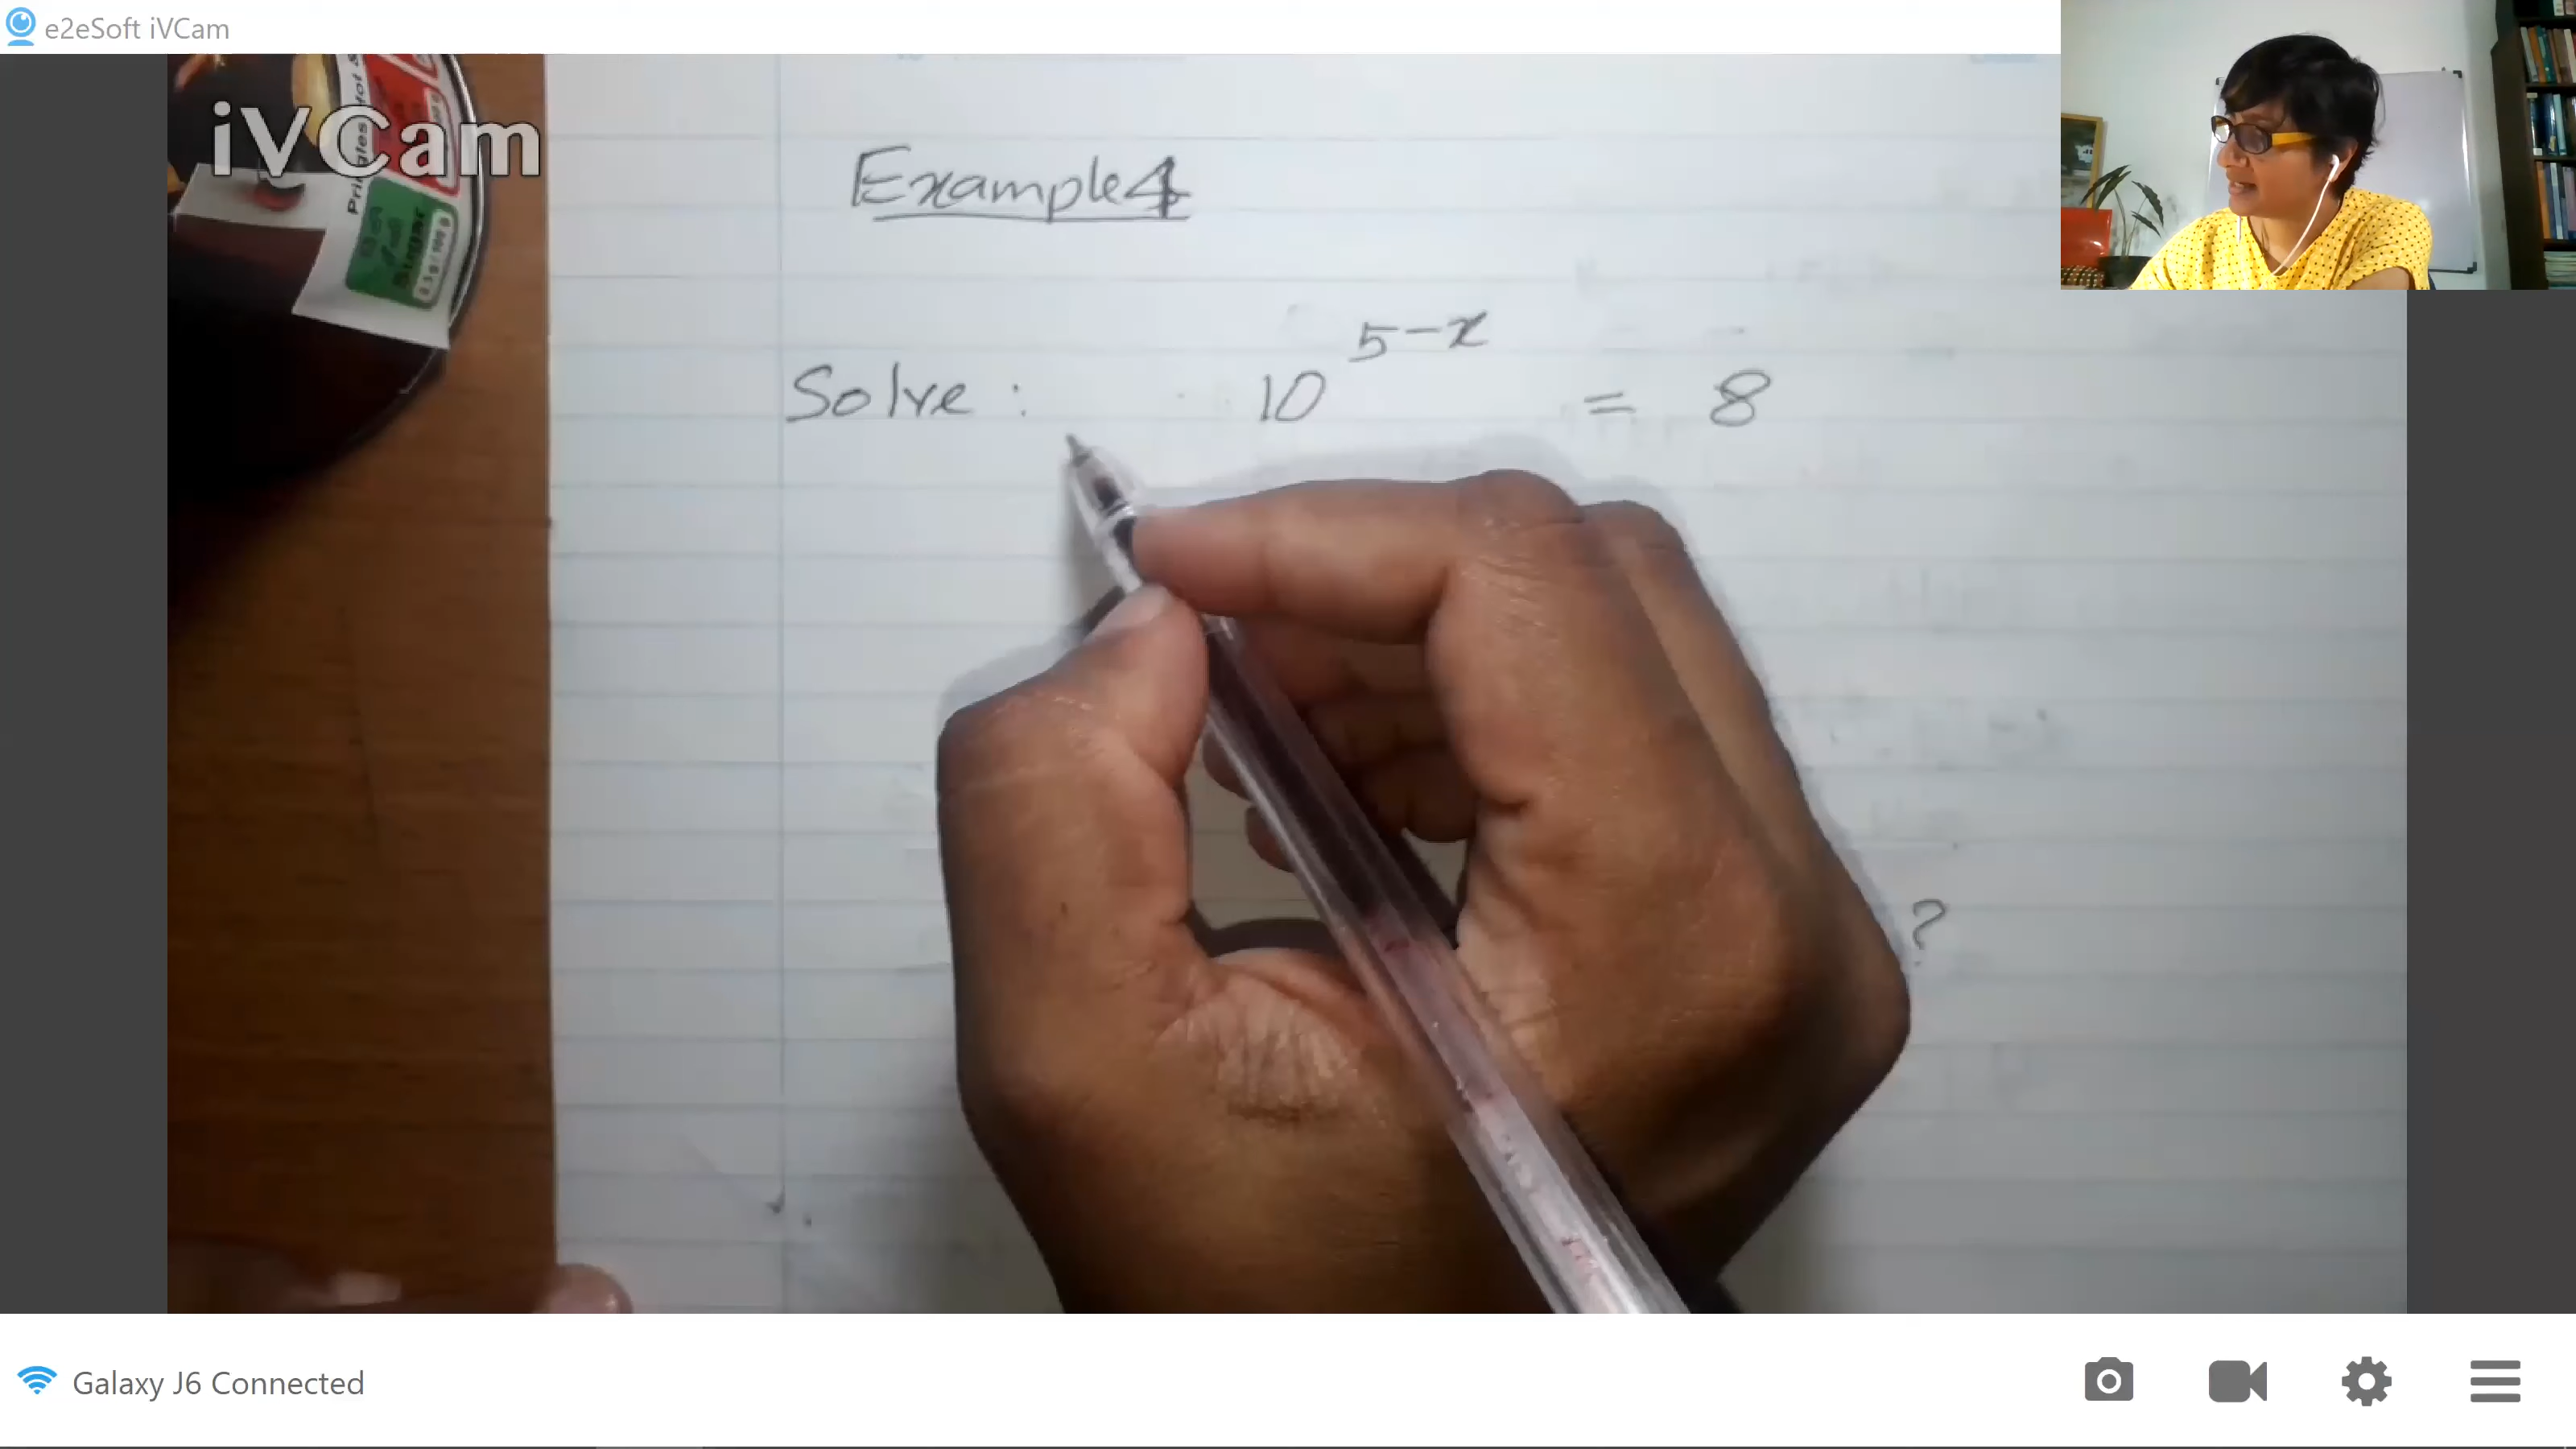 e2eSoft iVCam
iVCam
Example 4
Solve : 10^{5-x} = 8
?
Galaxy J6 Connected